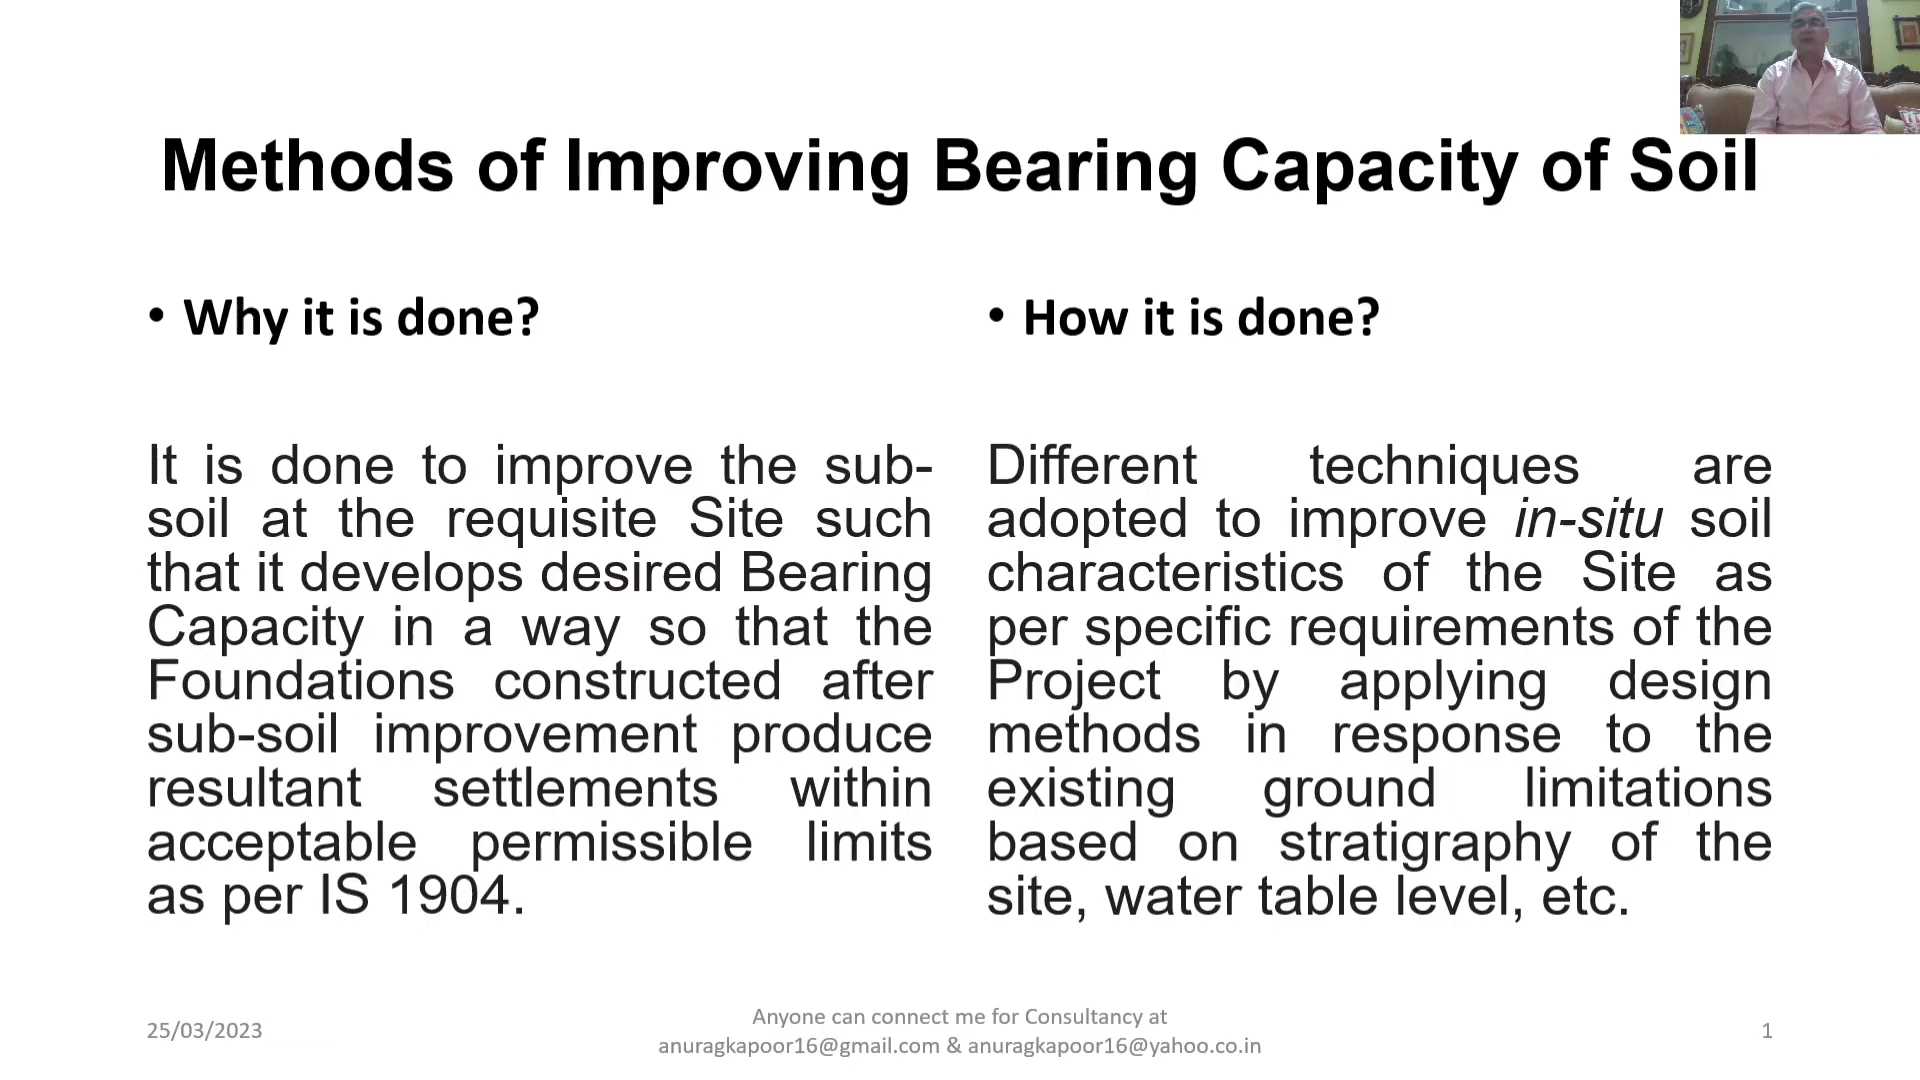 Methods of Improving Bearing Capacity of Soil
• Why it is done?
It is done to improve the sub-
soil at the requisite Site such
that it develops desired Bearing
Capacity in a way so that the
Foundations constructed after
sub-soil improvement produce
resultant settlements within
acceptable permissible limits
as per IS 1904.
• How it is done?
Different techniques are
adopted to improve in-situ soil
characteristics of the Site as
per specific requirements of the
Project by applying design
methods in response to the
existing ground limitations
based on stratigraphy of the
site, water table level, etc.
25/03/2023
Anyone can connect me for Consultancy at
anuragkapoor16@gmail.com & anuragkapoor16@yahoo.co.in
1